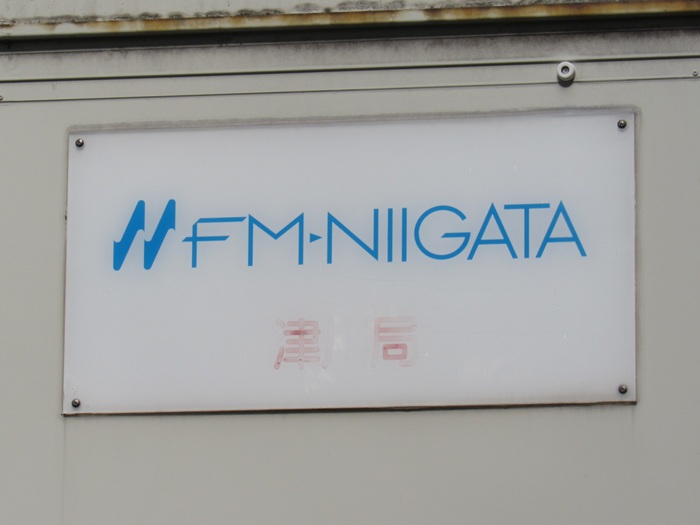 FM·NIIGATA
津 局